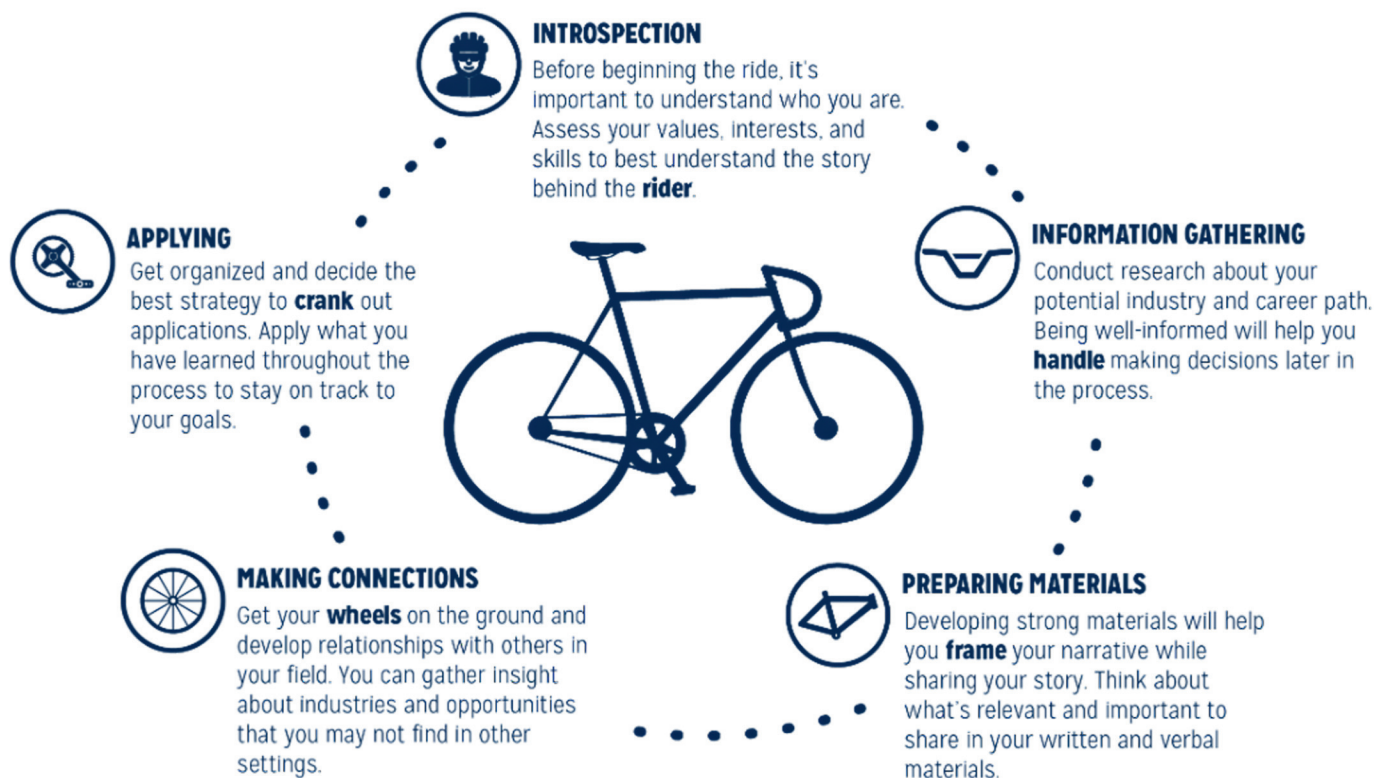 INTROSPECTION
Before beginning the ride, it's
important to understand who you are.
Assess your values, interests, and
skills to best understand the story
behind the rider.
INFORMATION GATHERING
Conduct research about your
potential industry and career path.
Being well-informed will help you
handle making decisions later in
the process.
PREPARING MATERIALS
Developing strong materials will help
you frame your narrative while
sharing your story. Think about
what's relevant and important to
share in your written and verbal
materials.
MAKING CONNECTIONS
Get your wheels on the ground and
develop relationships with others in
your field. You can gather insight
about industries and opportunities
that you may not find in other
settings.
APPLYING
Get organized and decide the
best strategy to crank out
applications. Apply what you
have learned throughout the
process to stay on track to
your goals.